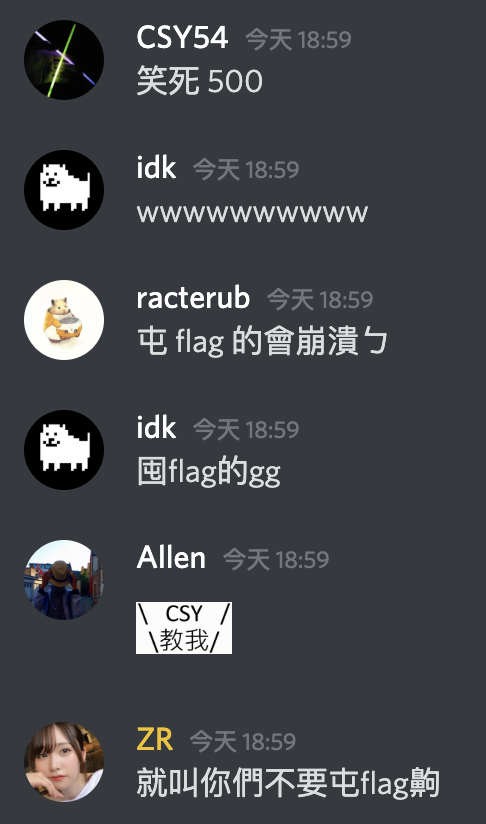 CSY54 今天 18:59
笑死 500
idk 今天 18:59
wwwwwwwwwww
racterub 今天 18:59
屯 flag 的會崩潰ㄅ
idk 今天 18:59
囤flag的gg
Allen 今天 18:59
\ CSY /
\教我/
ZR 今天 18:59
就叫你們不要屯flag齁